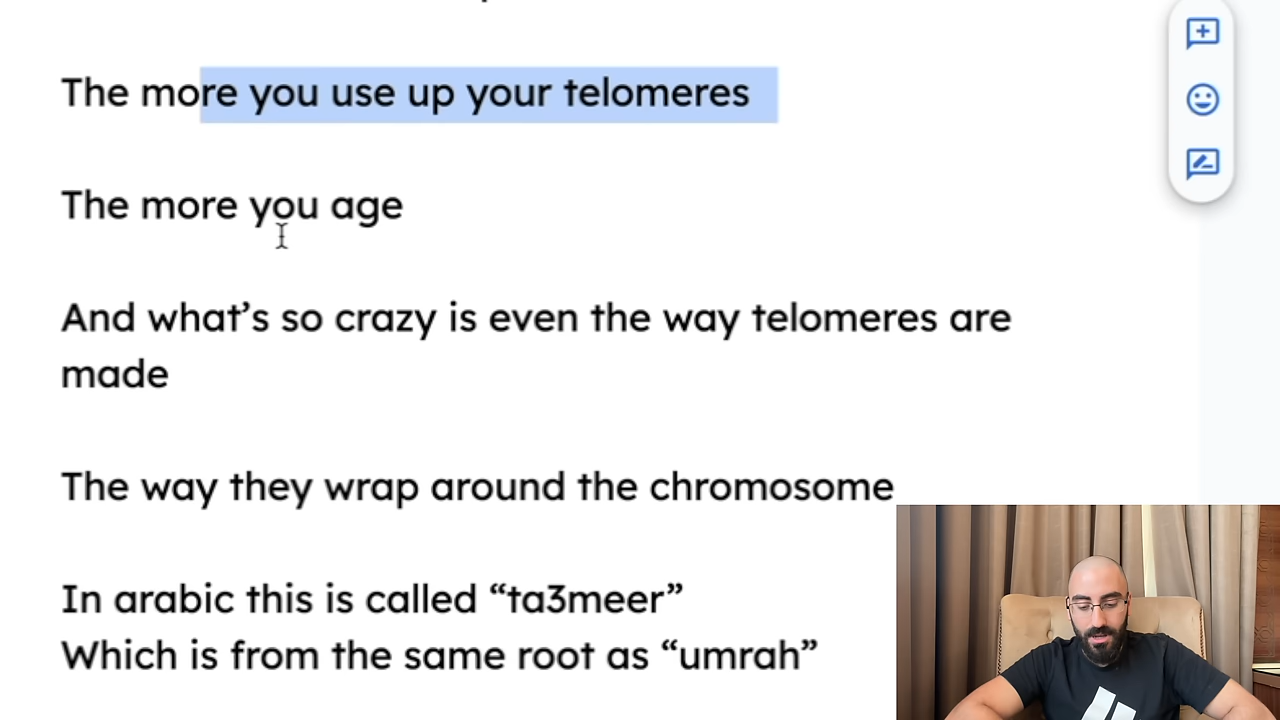 The more you use up your telomeres
The more you age
And what’s so crazy is even the way telomeres are
made
The way they wrap around the chromosome
In arabic this is called “ta3meer”
Which is from the same root as “umrah”